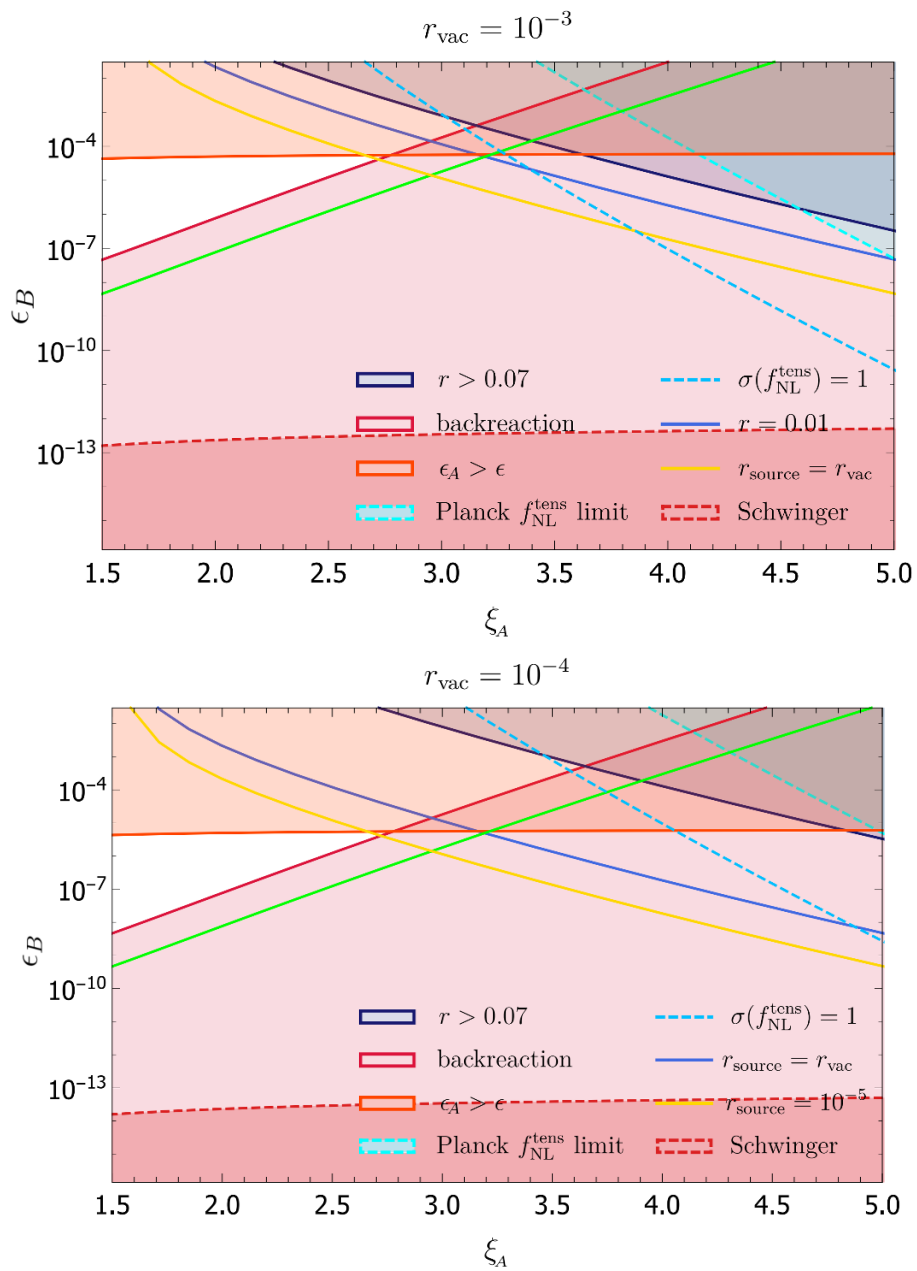 r_vac = 10^−3
10^−4
10^−7
10^−10
10^−13
ϵ_B
r > 0.07
σ(f_NL^tens) = 1
backreaction
r = 0.01
ϵ_A > ϵ
r_source = r_vac
Planck f_NL^tens limit
Schwinger
1.5 2.0 2.5 3.0 3.5 4.0 4.5 5.0
ξ_A
r_vac = 10^−4
10^−4
10^−7
10^−10
10^−13
ϵ_B
r > 0.07
σ(f_NL^tens) = 1
backreaction
r_source = r_vac
ϵ_A > ϵ
r_source = 10^−5
Planck f_NL^tens limit
Schwinger
1.5 2.0 2.5 3.0 3.5 4.0 4.5 5.0
ξ_A